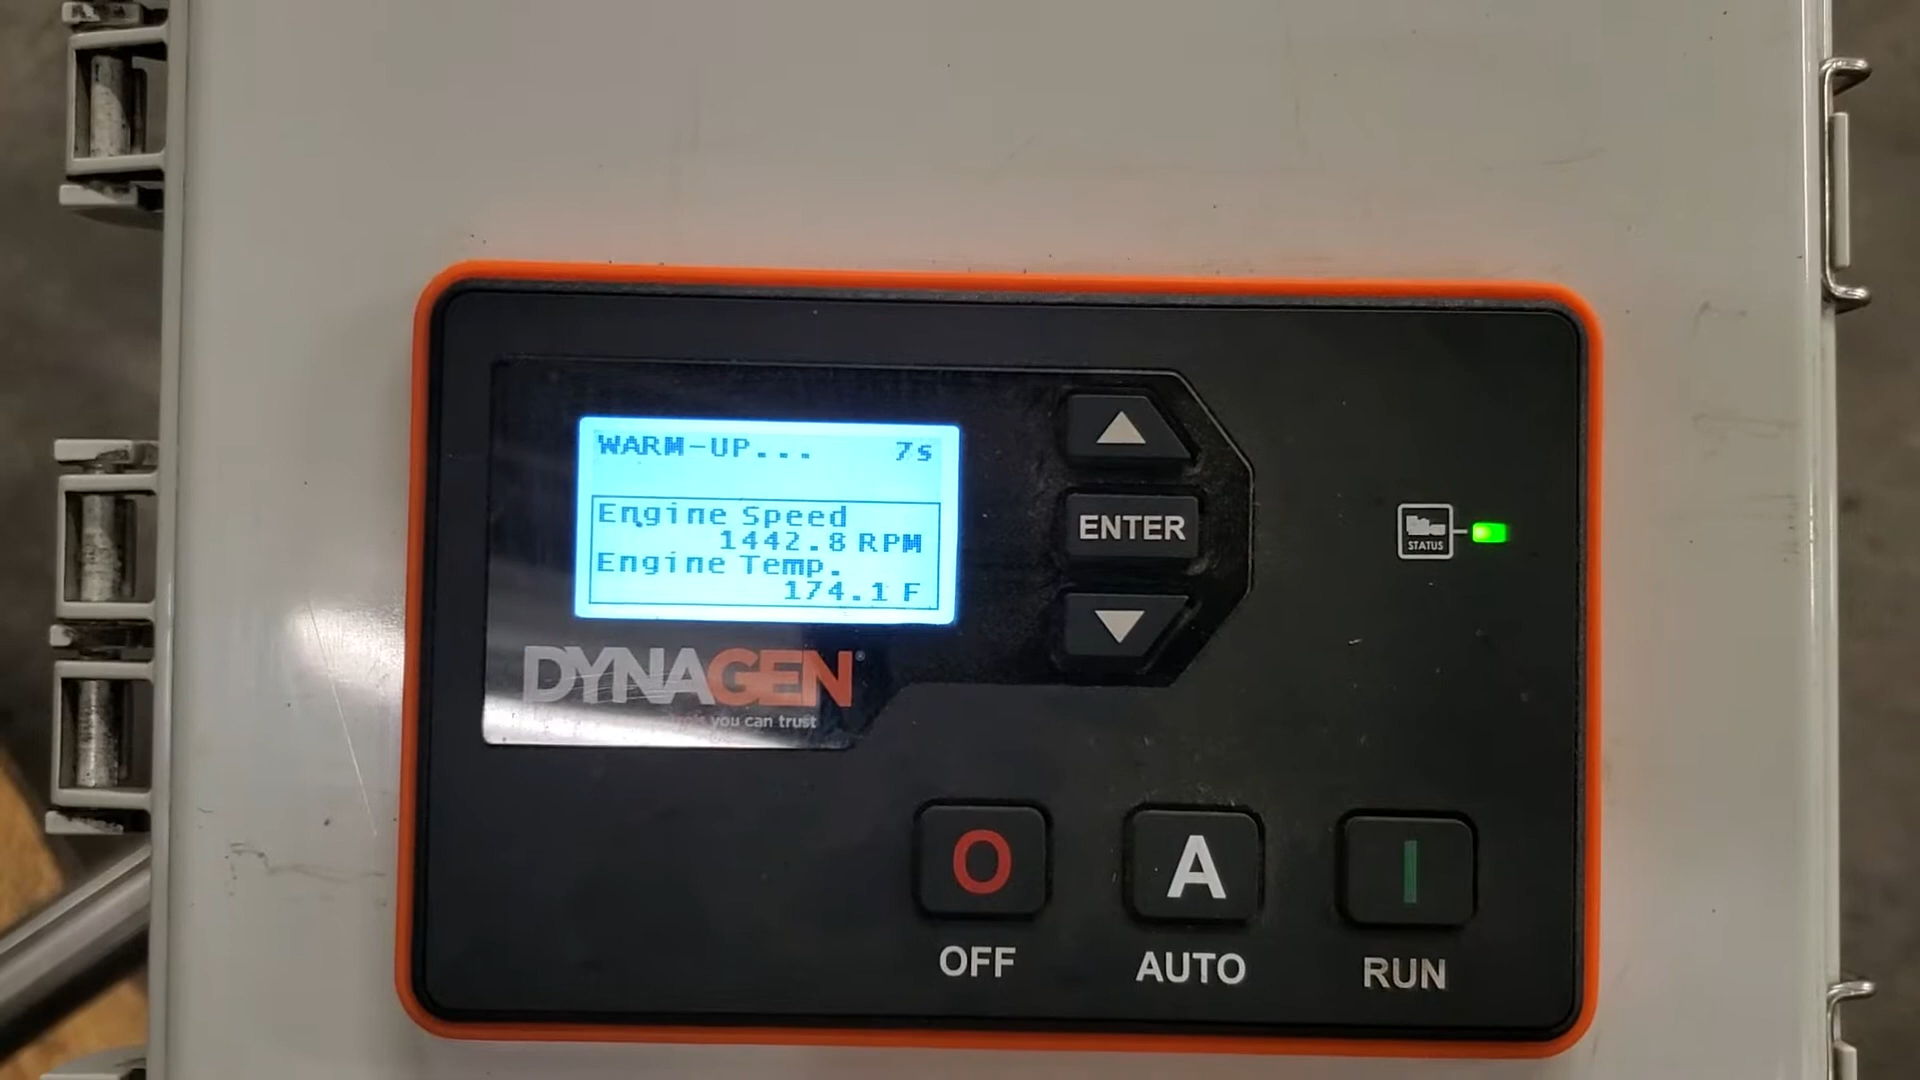 WARM-UP... 7s
Engine Speed
1442.8 RPM
Engine Temp.
174.1 F
ENTER
STATUS
DYNAGEN®
you can trust
O A I
OFF AUTO RUN